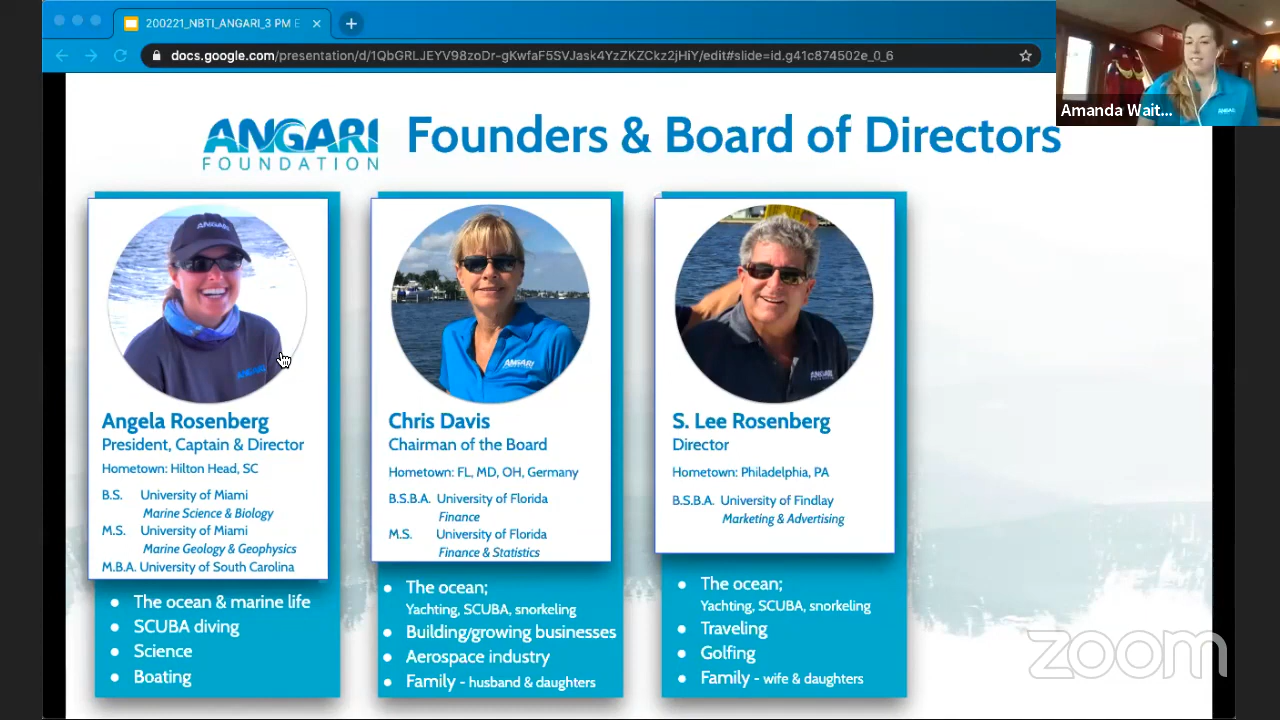 200221_NBTI_ANGARI_3 PM E
docs.google.com/presentation/d/1QbGRLJEYV98zoDr-gKwfaF5SVJask4YzZKZCkz2jHiY/edit#slide=id.g41c874502e_0_6
Amanda Wait...
ANGARI
FOUNDATION
Founders & Board of Directors
ANGARI
ANGARI
Angela Rosenberg
President, Captain & Director
Hometown: Hilton Head, SC
B.S. University of Miami
Marine Science & Biology
M.S. University of Miami
Marine Geology & Geophysics
M.B.A. University of South Carolina
The ocean & marine life
SCUBA diving
Science
Boating
ANGARI
Chris Davis
Chairman of the Board
Hometown: FL, MD, OH, Germany
B.S.B.A. University of Florida
Finance
M.S. University of Florida
Finance & Statistics
The ocean;
Yachting, SCUBA, snorkeling
Building/growing businesses
Aerospace industry
Family - husband & daughters
ANGARI
S. Lee Rosenberg
Director
Hometown: Philadelphia, PA
B.S.B.A. University of Findlay
Marketing & Advertising
The ocean;
Yachting, SCUBA, snorkeling
Traveling
Golfing
Family - wife & daughters
zoom